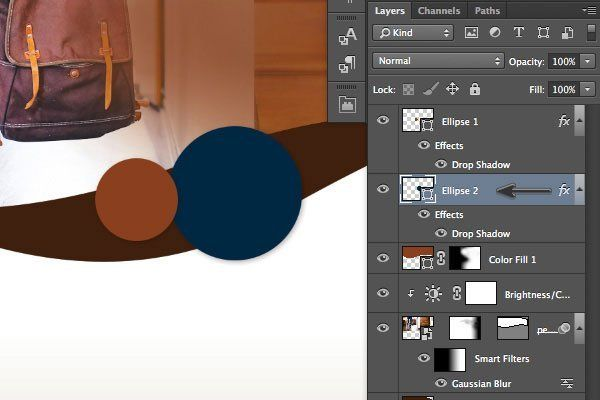 Layers Channels Paths
Kind
Normal Opacity: 100%
Lock: Fill: 100%
Ellipse 1 fx
Effects
Drop Shadow
Ellipse 2 fx
Effects
Drop Shadow
Color Fill 1
Brightness/C...
pe...
Smart Filters
Gaussian Blur